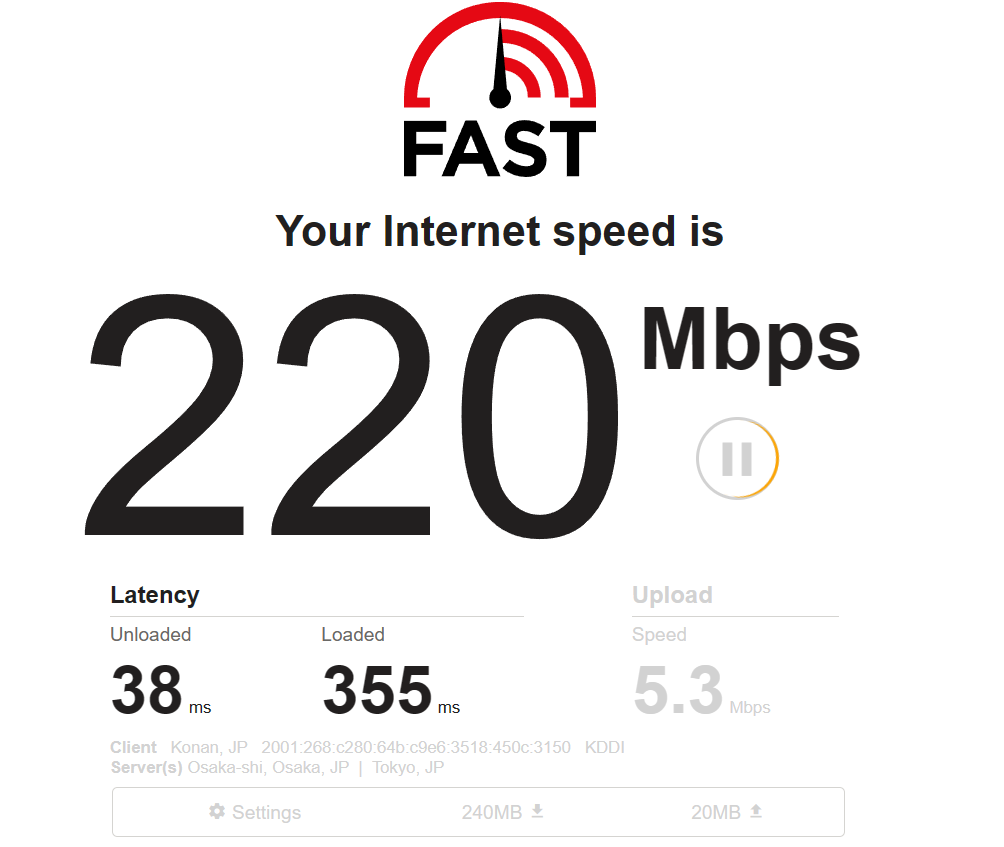 FAST
Your Internet speed is
220 Mbps
Latency
Upload
Unloaded
Loaded
Speed
38 ms
355 ms
5.3 Mbps
Client Konan, JP 2001:268:c280:64b:c9e6:3518:450c:3150 KDDI
Server(s) Osaka-shi, Osaka, JP | Tokyo, JP
Settings 240MB 20MB